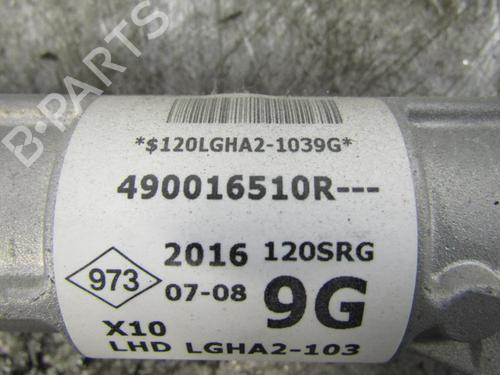 B-PARTS
*$120LGHA2-1039G*
490016510R---
2016 120SRG
973 07-08 9G
X10
LHD LGHA2-103